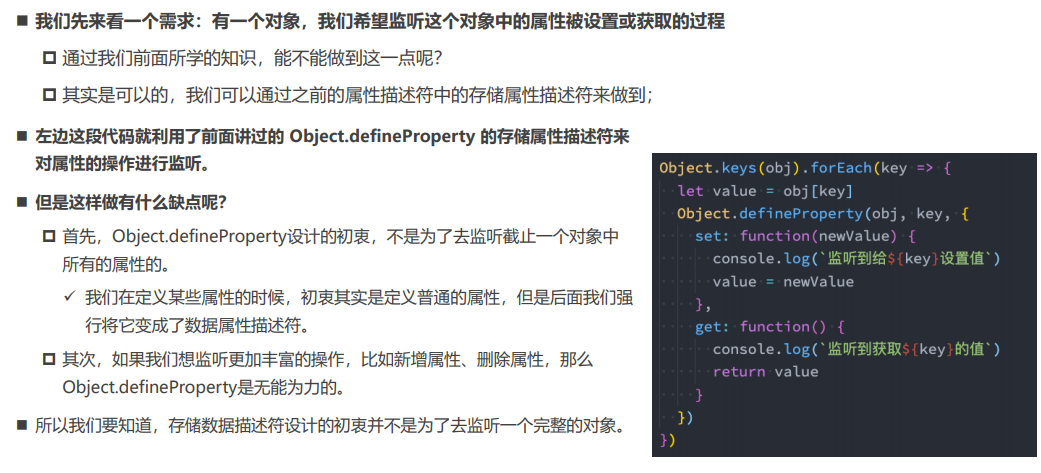 我们先来看一个需求：有一个对象，我们希望监听这个对象中的属性被设置或获取的过程
通过我们前面所学的知识，能不能做到这一点呢？
其实是可以的，我们可以通过之前的属性描述符中的存储属性描述符来做到；
左边这段代码就利用了前面讲过的 Object.defineProperty 的存储属性描述符来
对属性的操作进行监听。
但是这样做有什么缺点呢？
首先，Object.defineProperty设计的初衷，不是为了去监听截止一个对象中
所有的属性的。
我们在定义某些属性的时候，初衷其实是定义普通的属性，但是后面我们强
行将它变成了数据属性描述符。
其次，如果我们想监听更加丰富的操作，比如新增属性、删除属性，那么
Object.defineProperty是无能为力的。
所以我们要知道，存储数据描述符设计的初衷并不是为了去监听一个完整的对象。
Object.keys(obj).forEach(key => {
  let value = obj[key]
  Object.defineProperty(obj, key, {
    set: function(newValue) {
      console.log(`监听到给${key}设置值`)
      value = newValue
    },
    get: function() {
      console.log(`监听到获取${key}的值`)
      return value
    }
  })
})